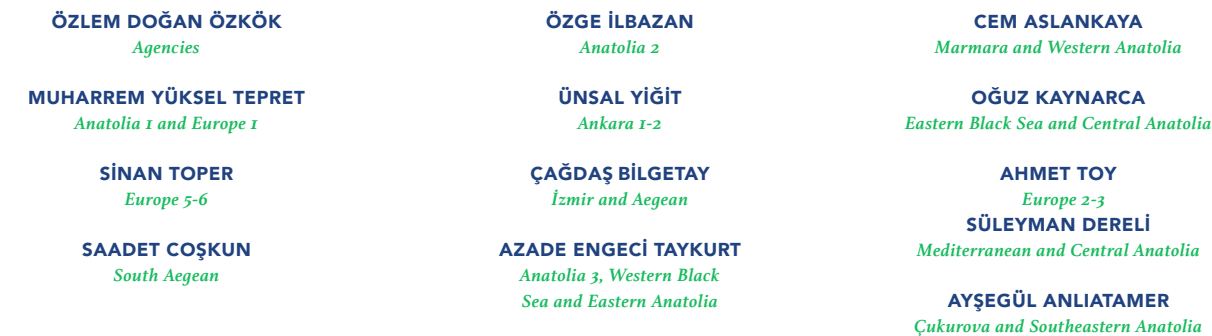 ÖZLEM DOĞAN ÖZKÖK
Agencies
MUHARREM YÜKSEL TEPRET
Anatolia 1 and Europe 1
SİNAN TOPER
Europe 5-6
SAADET COŞKUN
South Aegean
ÖZGE İLBAZAN
Anatolia 2
ÜNSAL YİĞİT
Ankara 1-2
ÇAĞDAŞ BİLGETAY
İzmir and Aegean
AZADE ENGECİ TAYKURT
Anatolia 3, Western Black
Sea and Eastern Anatolia
CEM ASLANKAYA
Marmara and Western Anatolia
OĞUZ KAYNARCA
Eastern Black Sea and Central Anatolia
AHMET TOY
Europe 2-3
SÜLEYMAN DERELİ
Mediterranean and Central Anatolia
AYŞEGÜL ANLIATAMER
Çukurova and Southeastern Anatolia